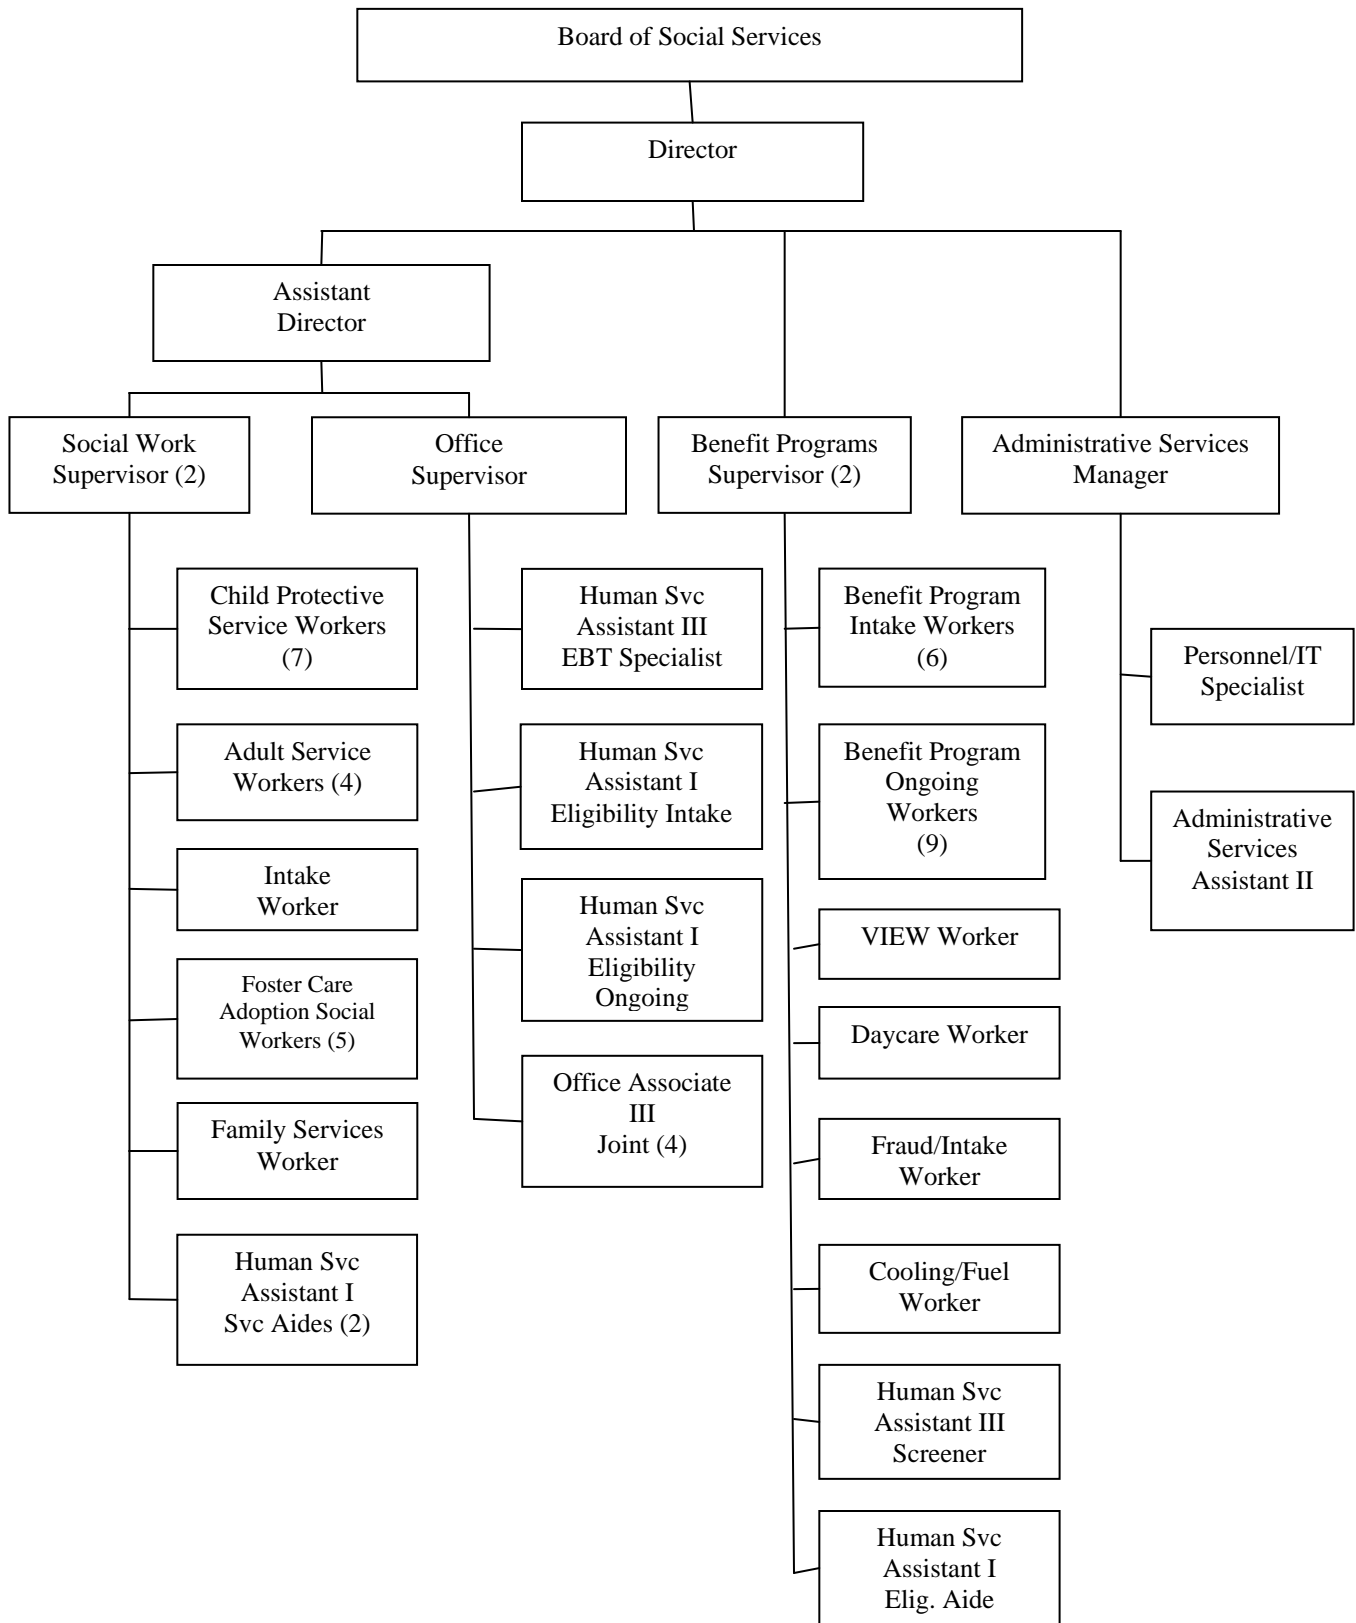 Board of Social Services
Director
Assistant
Director
Social Work
Supervisor (2)
Office
Supervisor
Benefit Programs
Supervisor (2)
Administrative Services
Manager
Child Protective
Service Workers
(7)
Adult Service
Workers (4)
Intake
Worker
Foster Care
Adoption Social
Workers (5)
Family Services
Worker
Human Svc
Assistant I
Svc Aides (2)
Human Svc
Assistant III
EBT Specialist
Human Svc
Assistant I
Eligibility Intake
Human Svc
Assistant I
Eligibility
Ongoing
Office Associate
III
Joint (4)
Benefit Program
Intake Workers
(6)
Benefit Program
Ongoing
Workers
(9)
VIEW Worker
Daycare Worker
Fraud/Intake
Worker
Cooling/Fuel
Worker
Human Svc
Assistant III
Screener
Human Svc
Assistant I
Elig. Aide
Personnel/IT
Specialist
Administrative
Services
Assistant II